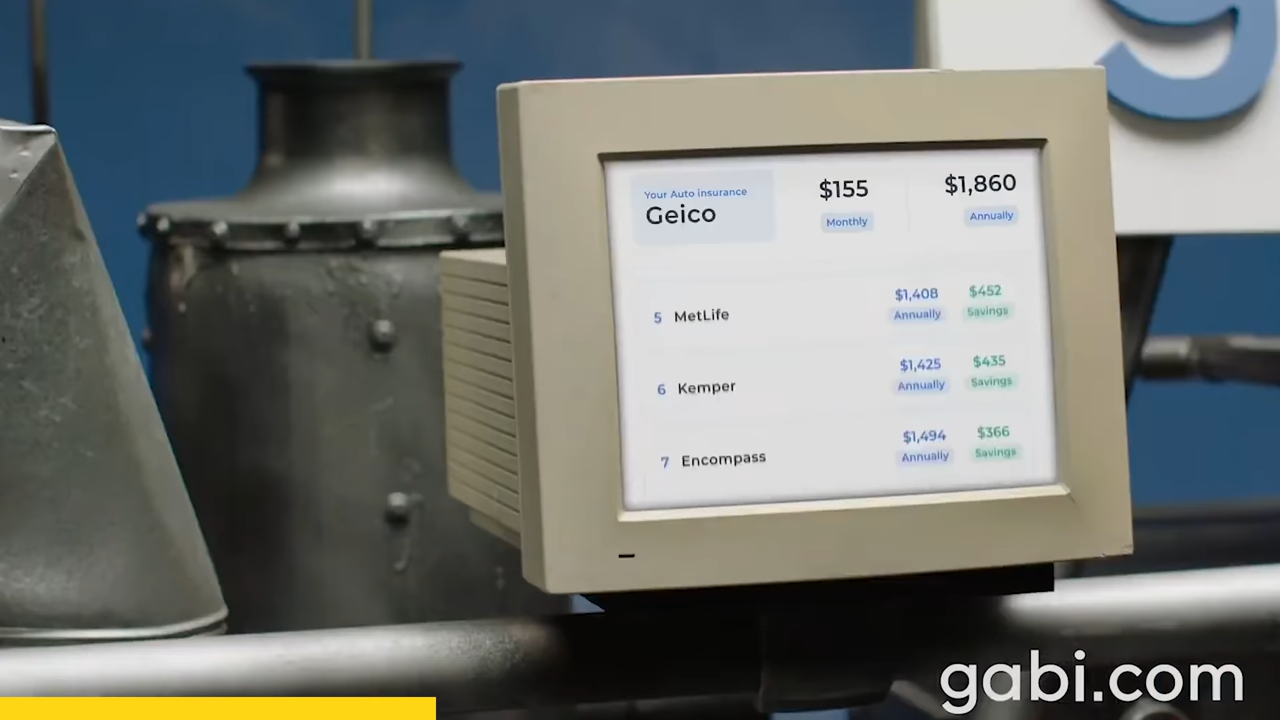 g
Your Auto insurance
Geico
$155
Monthly
$1,860
Annually
5 MetLife
$1,408
Annually
$452
Savings
6 Kemper
$1,425
Annually
$435
Savings
7 Encompass
$1,494
Annually
$366
Savings
gabi.com